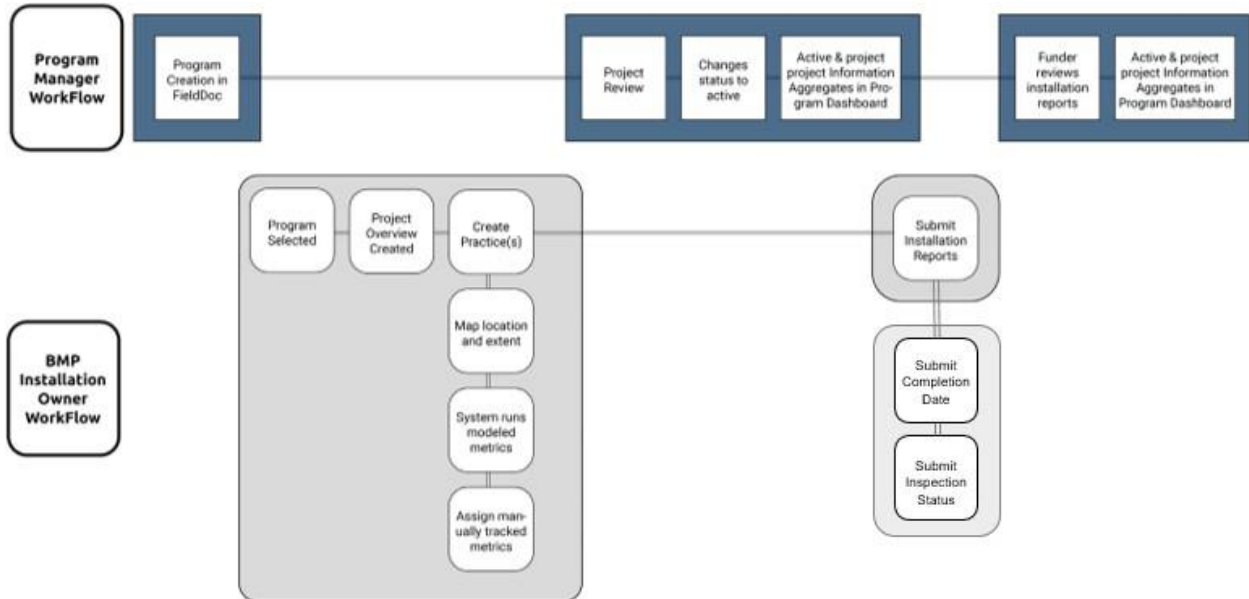 Program
Manager
WorkFlow
Program
Creation in
FieldDoc
Project
Review
Changes
status to
active
Active & project
project Information
Aggregates in Pro-
gram Dashboard
Funder
reviews
installation
reports
Active & project
project Information
Aggregates in
Program Dashboard
BMP
Installation
Owner
WorkFlow
Program
Selected
Project
Overview
Created
Create
Practice(s)
Map location
and extent
System runs
modeled
metrics
Assign man-
ually tracked
metrics
Submit
Installation
Reports
Submit
Completion
Date
Submit
Inspection
Status